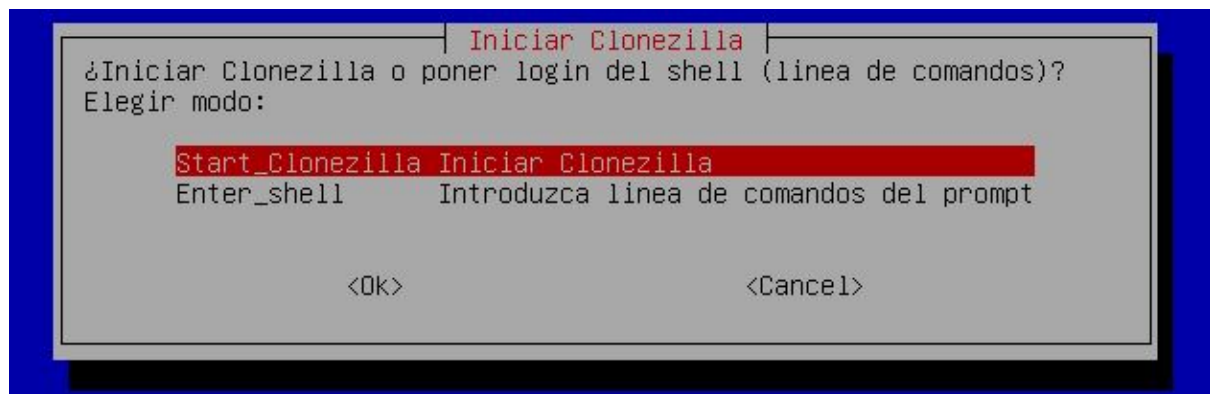 Iniciar Clonezilla
¿Iniciar Clonezilla o poner login del shell (linea de comandos)?
Elegir modo:
Start_Clonezilla Iniciar Clonezilla
Enter_shell Introduzca linea de comandos del prompt
<Ok> <Cancel>